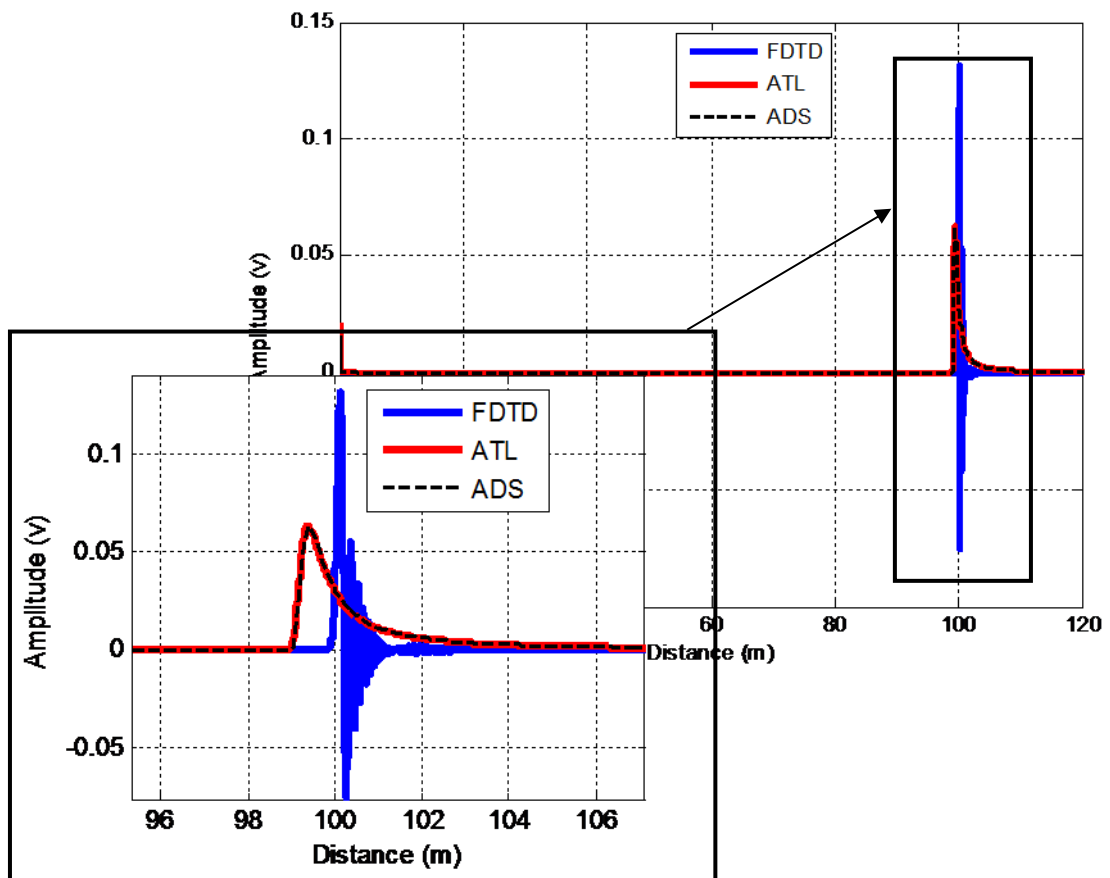 0.15
FDTD
ATL
ADS
0.1
0.05
0
Amplitude (v)
60 80 100 120
Distance (m)
FDTD
ATL
ADS
0.1
0.05
0
-0.05
Amplitude (v)
96 98 100 102 104 106
Distance (m)